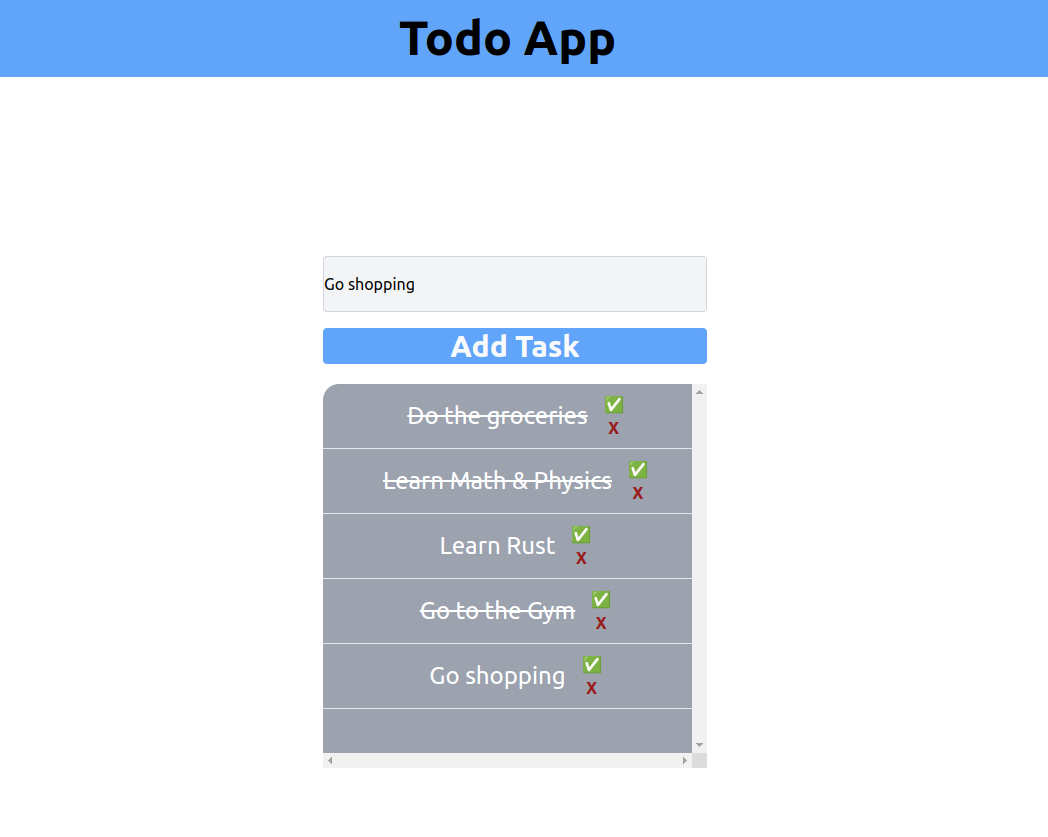 Todo App
Go shopping
Add Task
Do the groceries ✅
X
Learn Math & Physics ✅
X
Learn Rust ✅
X
Go to the Gym ✅
X
Go shopping ✅
X